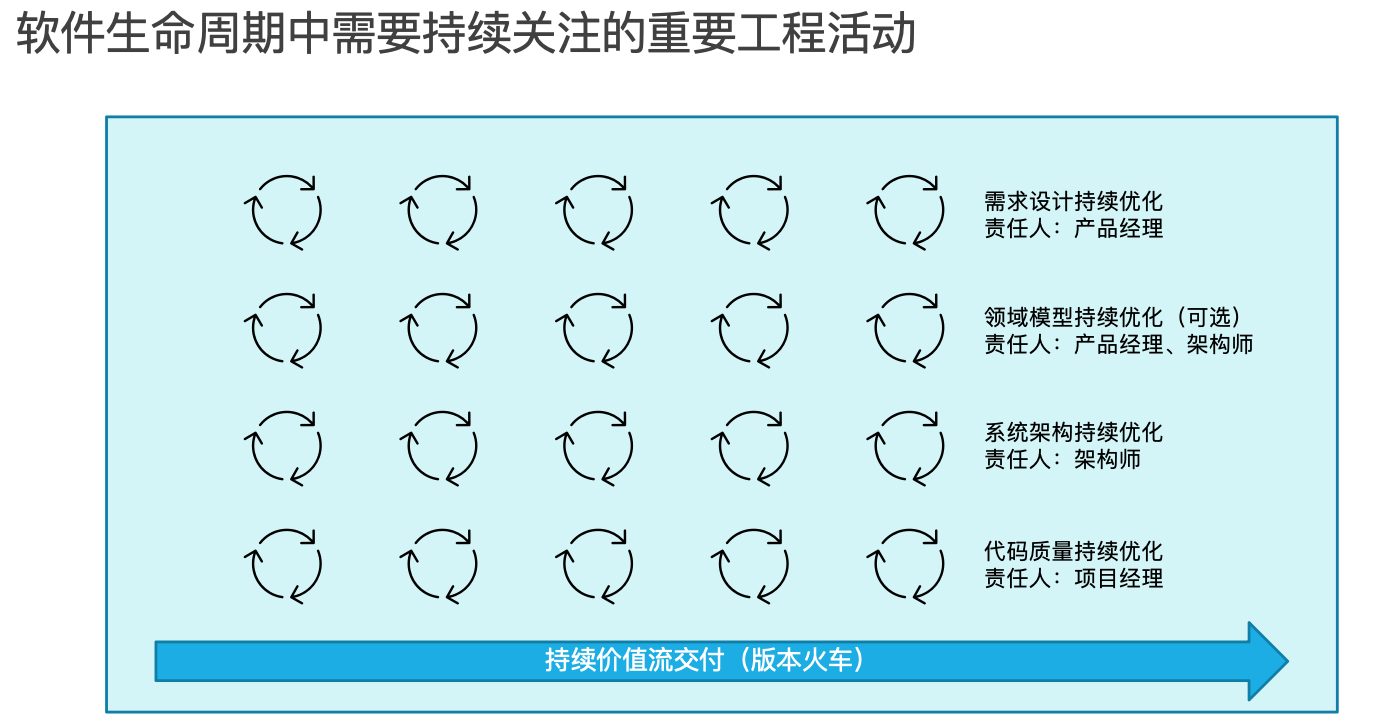 软件生命周期中需要持续关注的重要工程活动
需求设计持续优化
责任人：产品经理
领域模型持续优化（可选）
责任人：产品经理、架构师
系统架构持续优化
责任人：架构师
代码质量持续优化
责任人：项目经理
持续价值流交付（版本火车）